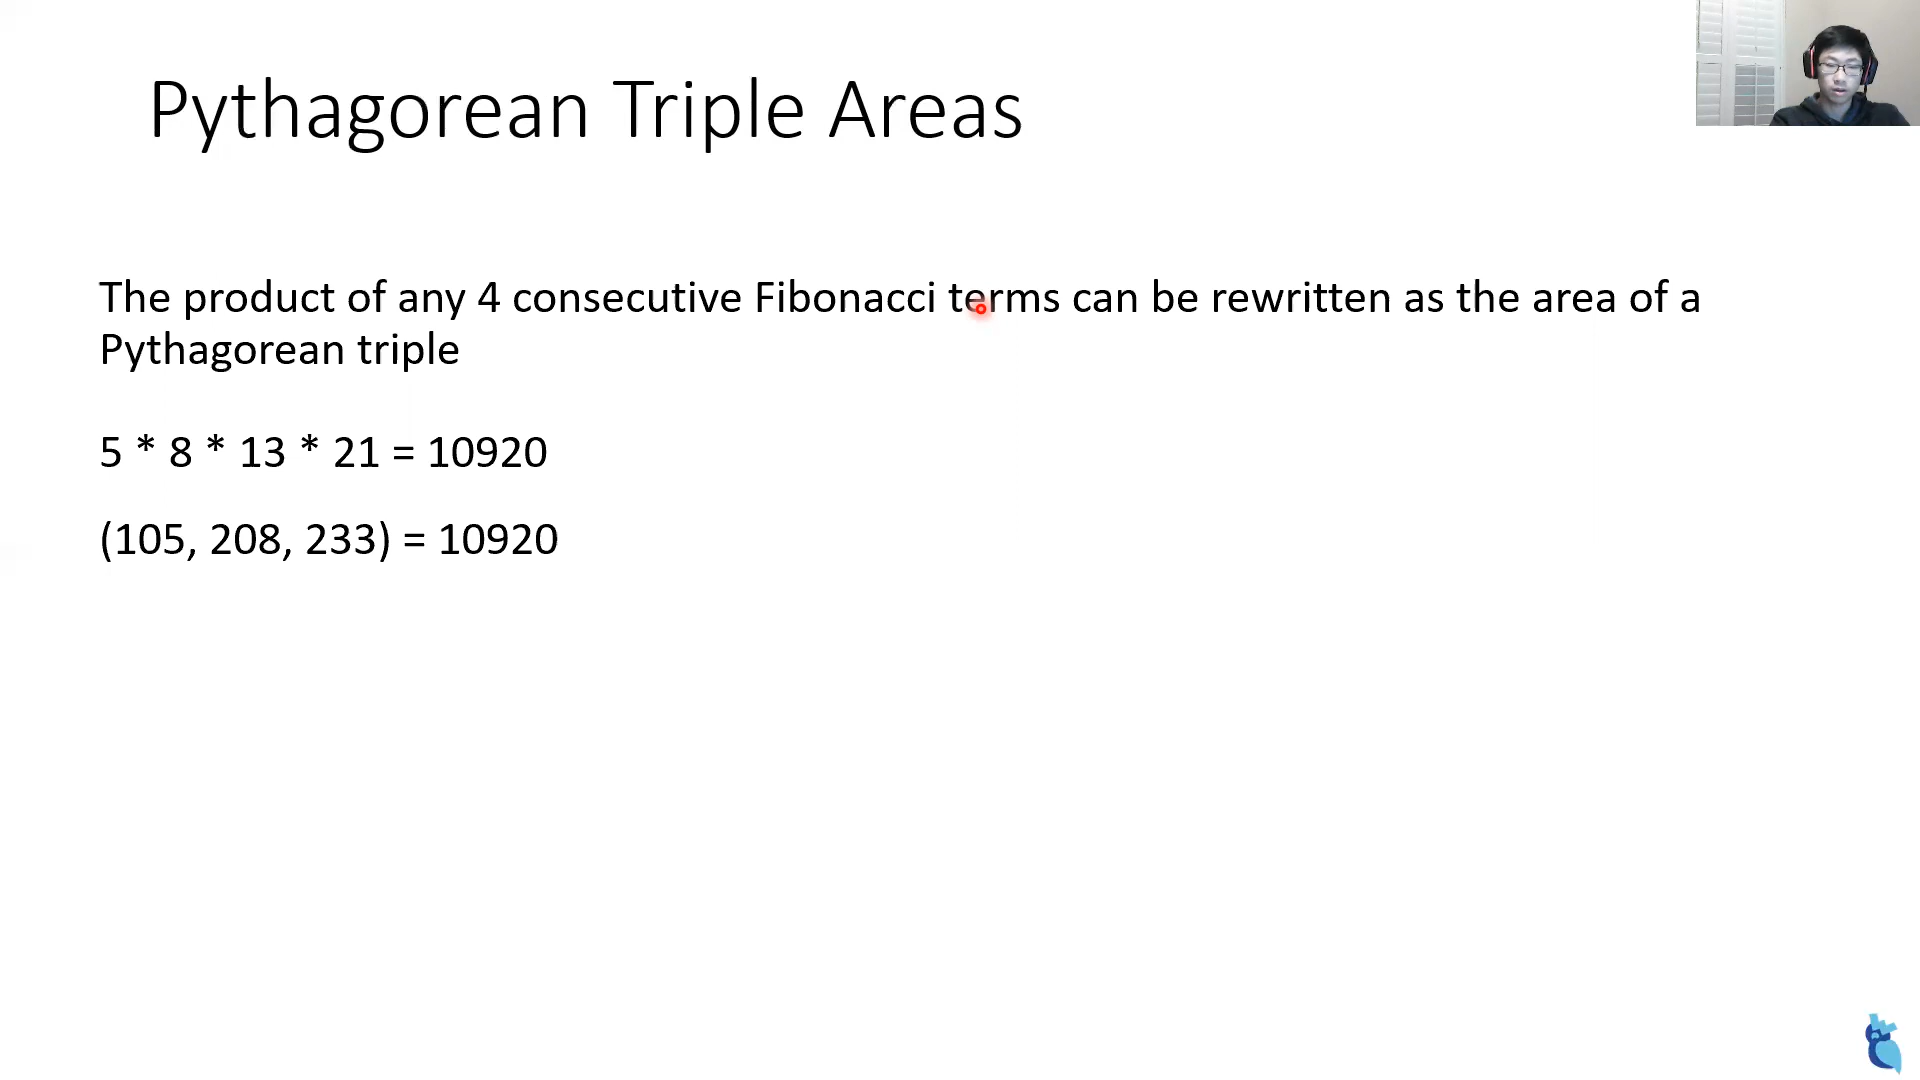 Pythagorean Triple Areas
The product of any 4 consecutive Fibonacci terms can be rewritten as the area of a
Pythagorean triple
5 * 8 * 13 * 21 = 10920
(105, 208, 233) = 10920